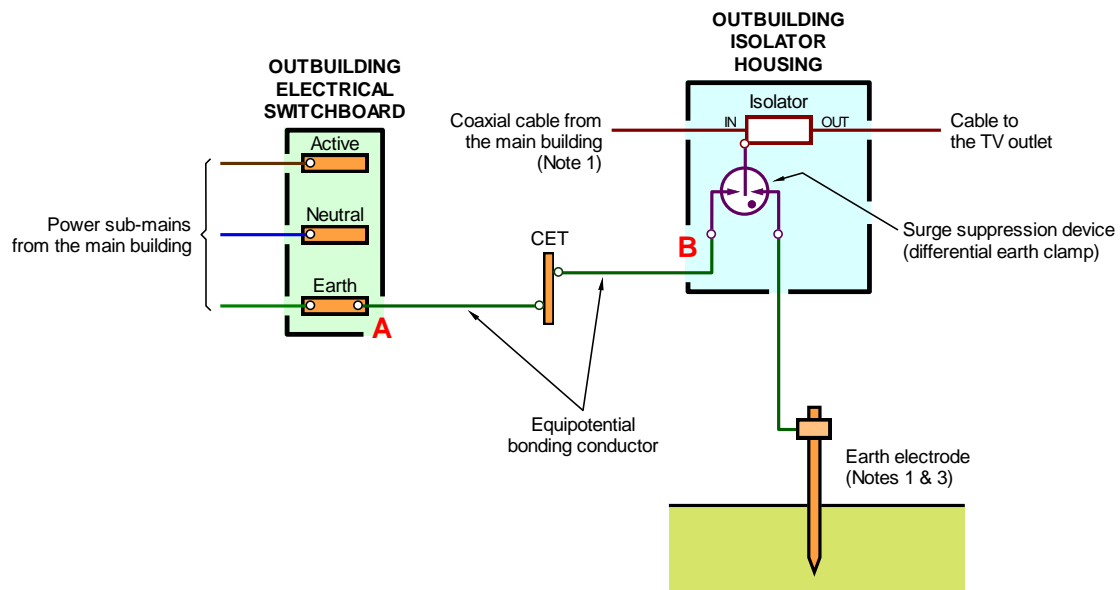 OUTBUILDING
ISOLATOR
HOUSING
OUTBUILDING
ELECTRICAL
SWITCHBOARD
Isolator
IN
OUT
Coaxial cable from
the main building
(Note 1)
Cable to
the TV outlet
Active
Neutral
Earth
Power sub-mains
from the main building
A
CET
B
Surge suppression device
(differential earth clamp)
Equipotential
bonding conductor
Earth electrode
(Notes 1 & 3)